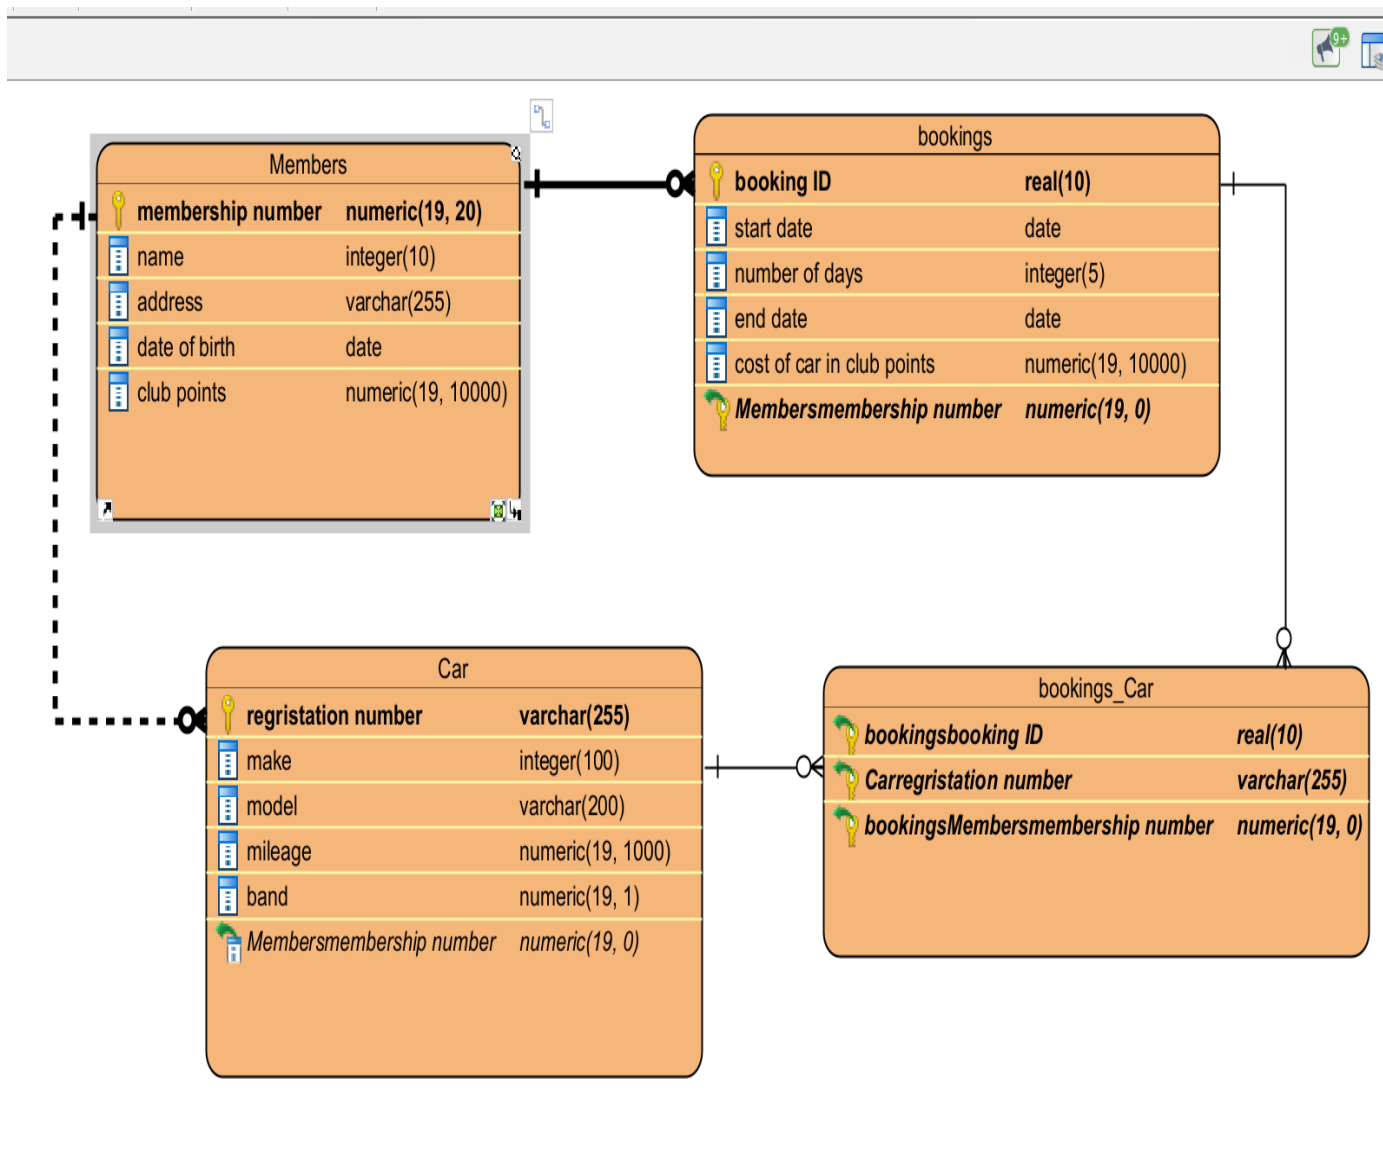 9+
Members
membership number numeric(19, 20)
name integer(10)
address varchar(255)
date of birth date
club points numeric(19, 10000)
bookings
booking ID real(10)
start date date
number of days integer(5)
end date date
cost of car in club points numeric(19, 10000)
Membersmembership number numeric(19, 0)
Car
regristation number varchar(255)
make integer(100)
model varchar(200)
mileage numeric(19, 1000)
band numeric(19, 1)
Membersmembership number numeric(19, 0)
bookings_Car
bookingsbooking ID real(10)
Carregristation number varchar(255)
bookingsMembersmembership number numeric(19, 0)